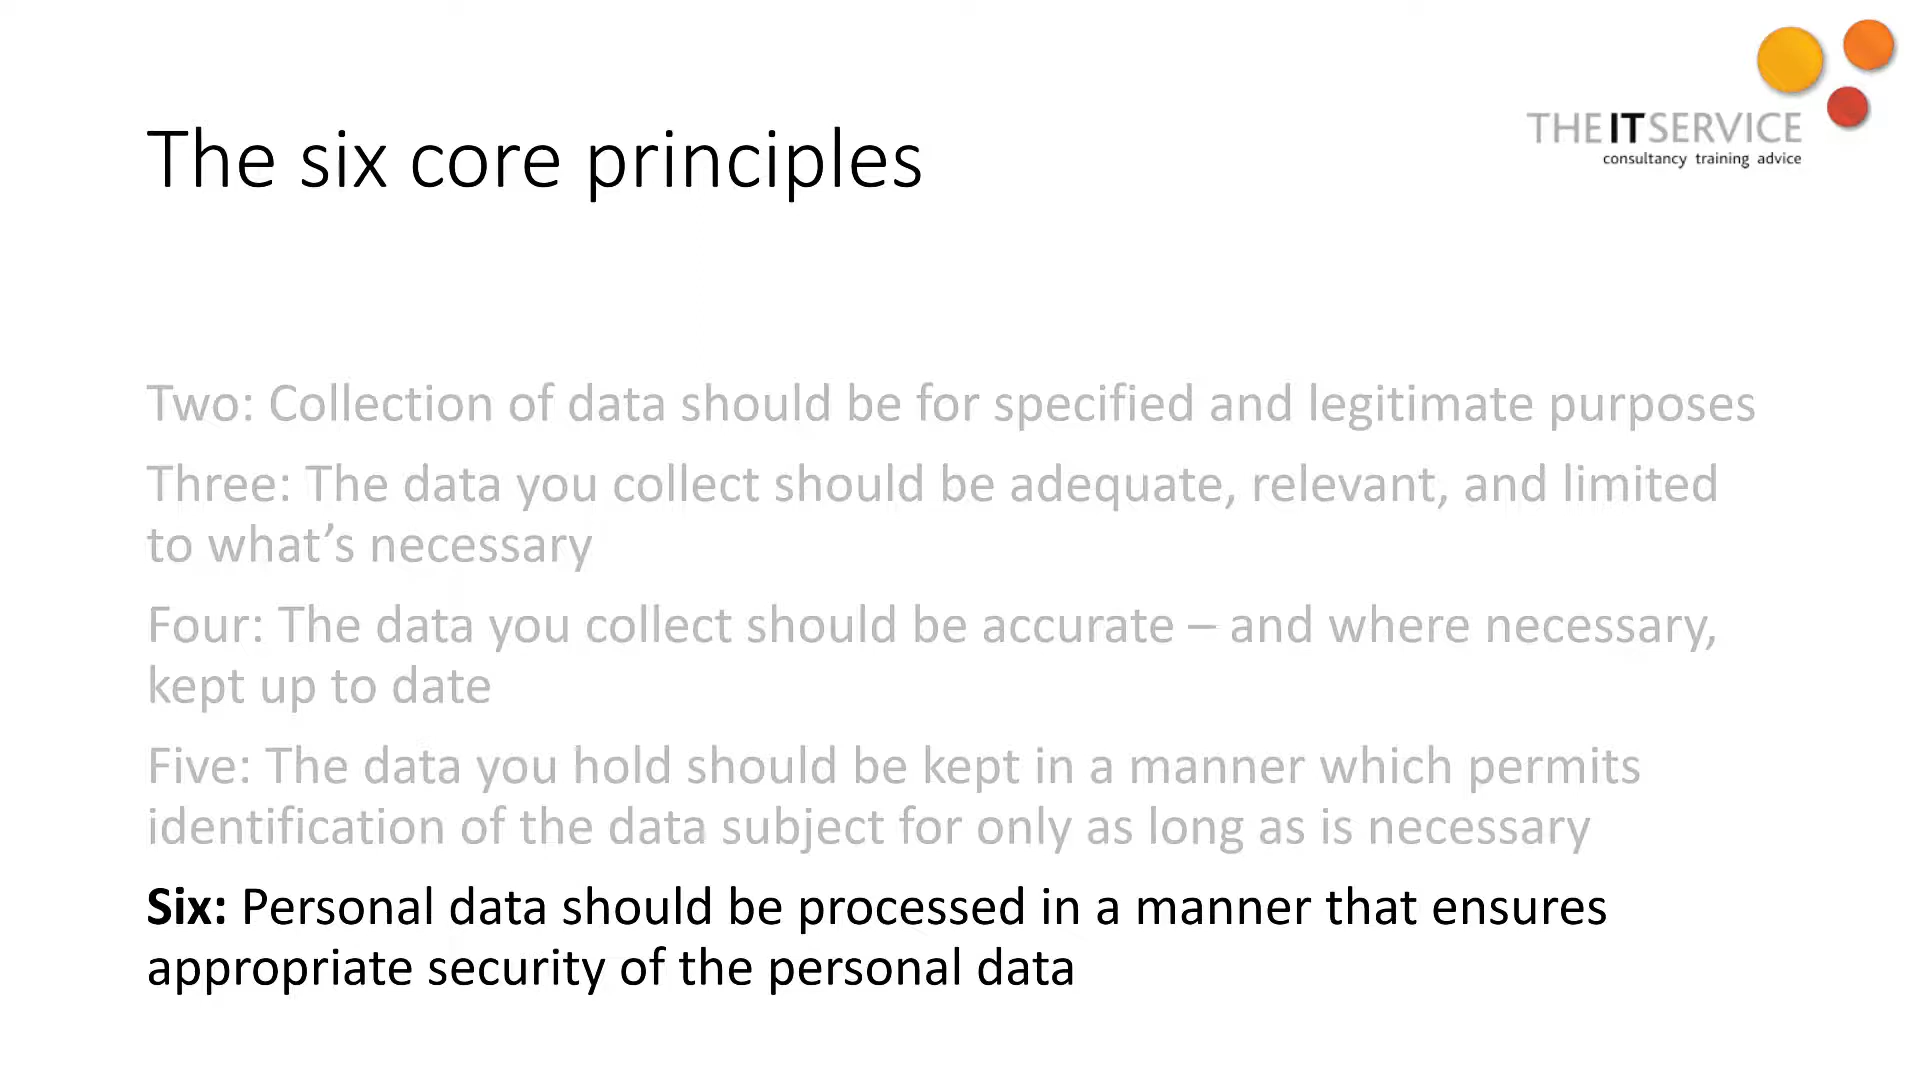 THE IT SERVICE
consultancy training advice
The six core principles
Two: Collection of data should be for specified and legitimate purposes
Three: The data you collect should be adequate, relevant, and limited
to what’s necessary
Four: The data you collect should be accurate – and where necessary,
kept up to date
Five: The data you hold should be kept in a manner which permits
identification of the data subject for only as long as is necessary
Six: Personal data should be processed in a manner that ensures
appropriate security of the personal data